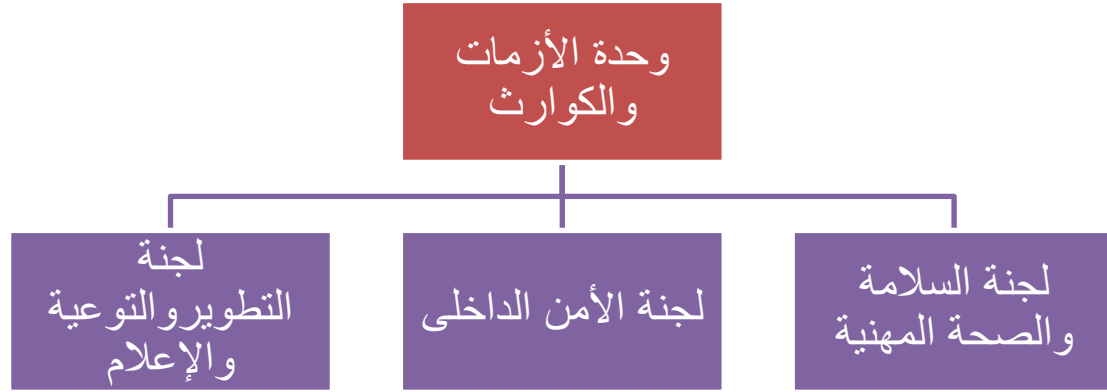 وحدة الأزمات
والكوارث
لجنة السلامة
والصحة المهنية
لجنة الأمن الداخلى
لجنة
التطويروالتوعية
والإعلام